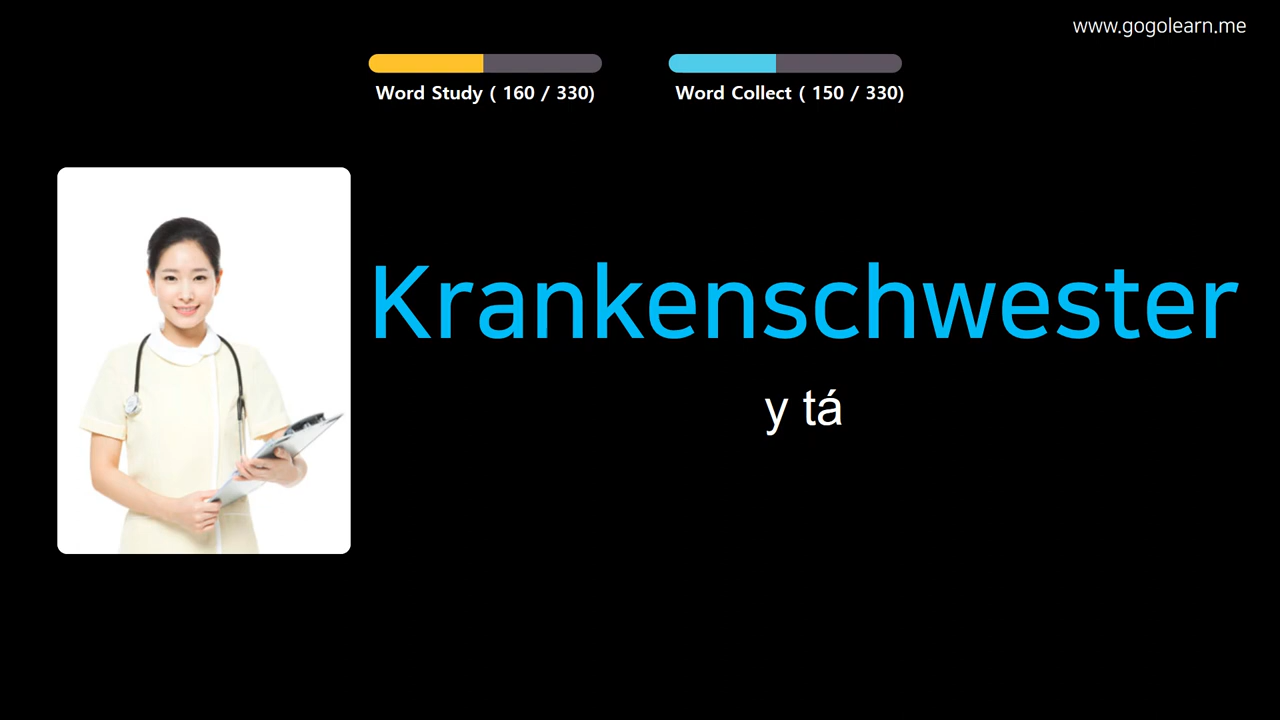 www.gogolearn.me
Word Study ( 160 / 330)
Word Collect ( 150 / 330)
Krankenschwester
y tá